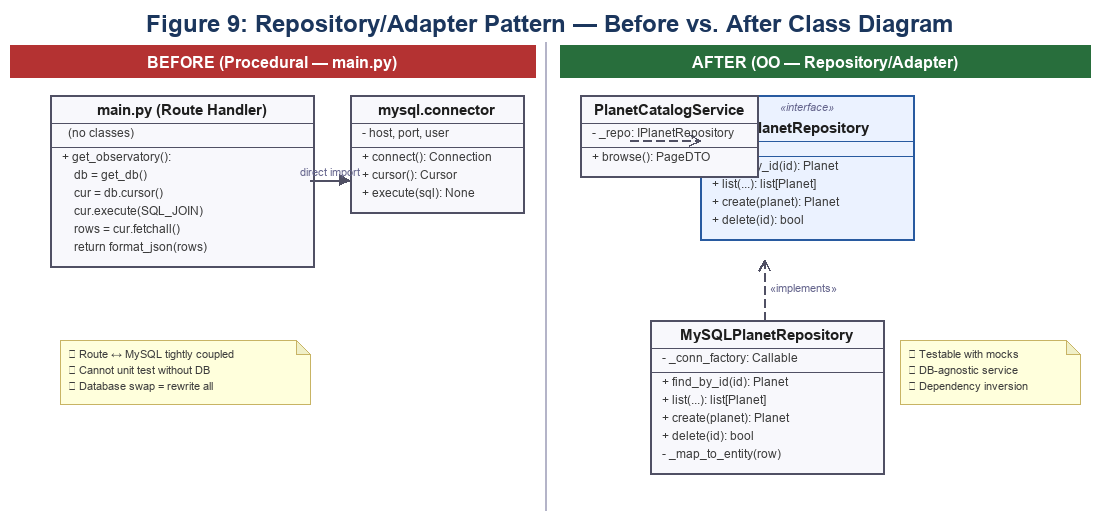 Figure 9: Repository/Adapter Pattern — Before vs. After Class Diagram
BEFORE (Procedural — main.py)
main.py (Route Handler)
(no classes)
+ get_observatory():
db = get_db()
cur = db.cursor()
cur.execute(SQL_JOIN)
rows = cur.fetchall()
return format_json(rows)
direct import
mysql.connector
- host, port, user
+ connect(): Connection
+ cursor(): Cursor
+ execute(sql): None
Route ↔ MySQL tightly coupled
Cannot unit test without DB
Database swap = rewrite all
AFTER (OO — Repository/Adapter)
PlanetCatalogService
- _repo: IPlanetRepository
+ browse(): PageDTO
«interface»
lanetRepository
y_id(id): Planet
+ list(...): list[Planet]
+ create(planet): Planet
+ delete(id): bool
«implements»
MySQLPlanetRepository
- _conn_factory: Callable
+ find_by_id(id): Planet
+ list(...): list[Planet]
+ create(planet): Planet
+ delete(id): bool
- _map_to_entity(row)
Testable with mocks
DB-agnostic service
Dependency inversion